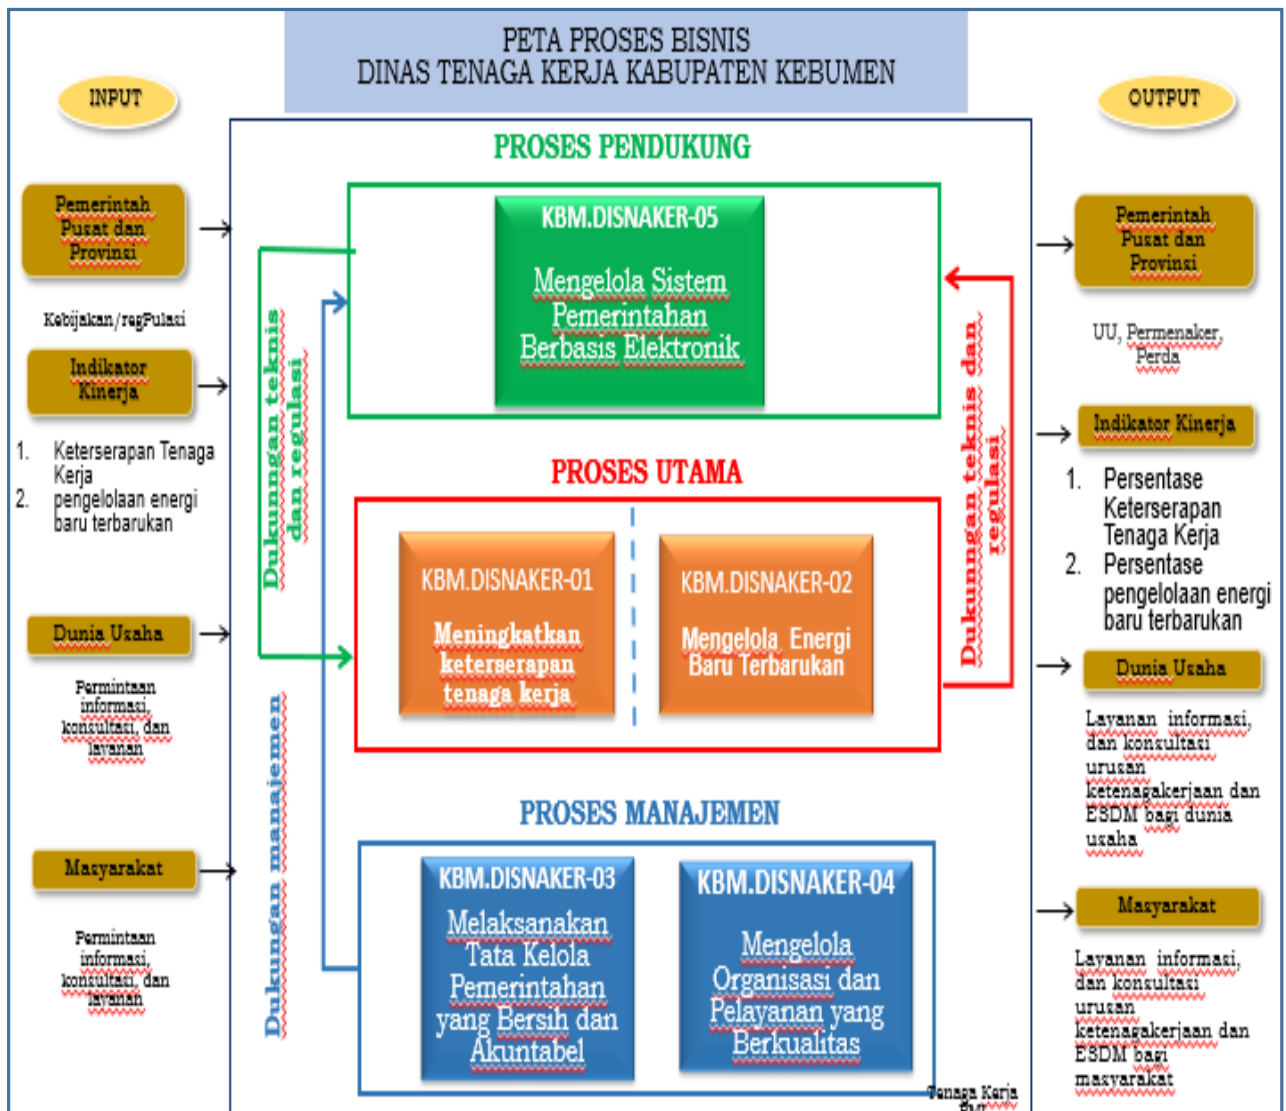 PETA PROSES BISNIS
DINAS TENAGA KERJA KABUPATEN KEBUMEN
INPUT
Pemerintah
Pusat dan
Provinsi
Kebijakan/regPulasi
Indikator
Kinerja
1. Keterserapan Tenaga
Kerja
2. pengelolaan energi
baru terbarukan
Dunia Usaha
Permintaan
informasi,
konsultasi, dan
layanan
Masyarakat
Permintaan
informasi,
konsultasi, dan
layanan
PROSES PENDUKUNG
KBM.DISNAKER-05
Mengelola Sistem
Pemerintahan
Berbasis Elektronik
Dukunngan teknis
dan regulasi
PROSES UTAMA
KBM.DISNAKER-01
Meningkatkan
keterserapan
tenaga kerja
KBM.DISNAKER-02
Mengelola Energi
Baru Terbarukan
Dukunngan teknis dan
regulasi
Dukungan manajemen
PROSES MANAJEMEN
KBM.DISNAKER-03
Melaksanakan
Tata Kelola
Pemerintahan
yang Bersih dan
Akuntabel
KBM.DISNAKER-04
Mengelola
Organisasi dan
Pelayanan yang
Berkualitas
Tenaga Kerja
OUTPUT
Pemerintah
Pusat dan
Provinsi
UU, Permenaker,
Perda
Indikator Kinerja
1. Persentase
Keterserapan
Tenaga Kerja
2. Persentase
pengelolaan energi
baru terbarukan
Dunia Usaha
Layanan informasi,
dan konsultasi
urusan
ketenagakerjaan dan
ESDM bagi dunia
usaha
Masyarakat
Layanan informasi,
dan konsultasi
urusan
ketenagakerjaan dan
ESDM bagi
masyarakat